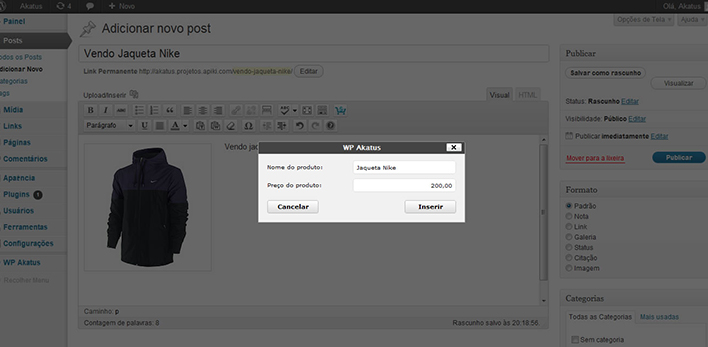 Akatus
4
Novo
Olá, Akatus
Painel
Posts
Todos os Posts
Adicionar Novo
Categorias
Tags
Mídia
Links
Páginas
Comentários
Aparência
Plugins 1
Usuários
Ferramentas
Configurações
WP Akatus
Recolher Menu
Adicionar novo post
Opções de Tela
Ajuda
Vendo Jaqueta Nike
Link Permanente: http://akatus.projetos.apiki.com/vendo-jaqueta-nike/ Editar
Upload/Inserir
Visual
HTML
Parágrafo
Vendo jaq
WP Akatus
Nome do produto:
Jaqueta Nike
Preço do produto:
200,00
Cancelar
Inserir
Caminho: p
Contagem de palavras: 8
Rascunho salvo às 20:18:56.
Publicar
Salvar como rascunho
Visualizar
Status: Rascunho Editar
Visibilidade: Público Editar
Publicar imediatamente Editar
Mover para a lixeira
Publicar
Formato
Padrão
Nota
Link
Galeria
Status
Citação
Imagem
Categorias
Todas as Categorias
Mais usadas
Sem categoria